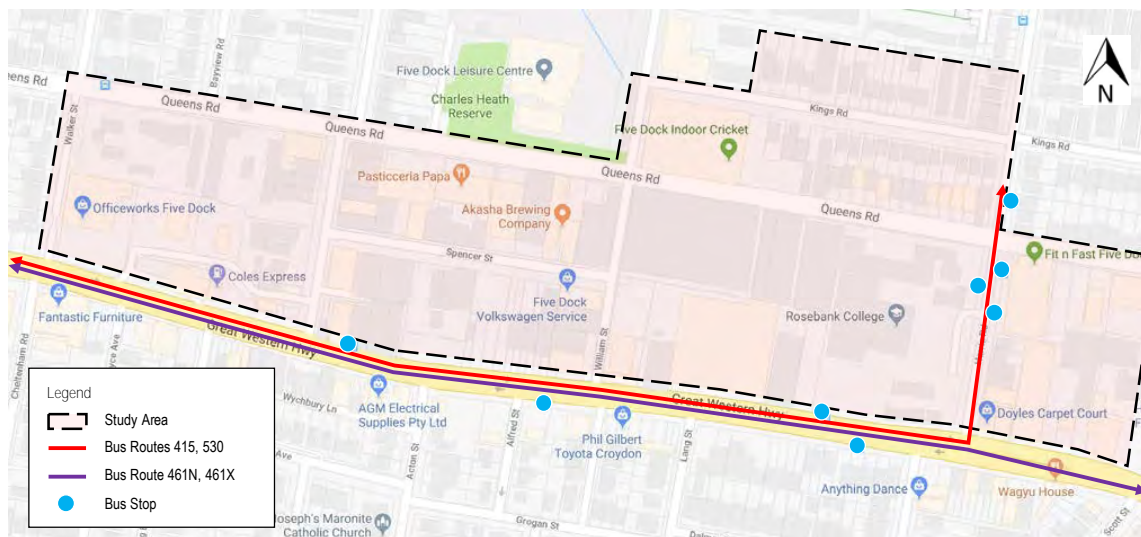 Bayview Rd
Five Dock Leisure Centre
Charles Heath
Reserve
ueens Rd
Queens Rd
Queens Rd
Walker St
Kings Rd
Five Dock Indoor Cricket
Kings Rd
N
Pasticceria Papa
Queens Rd
Officeworks Five Dock
Akasha Brewing
Company
Queens Rd
Spencer St
Fit n Fast Five Do
Coles Express
Five Dock
Volkswagen Service
Rosebank College
William St
Fantastic Furniture
Great Western Hwy
Cheltenham Rd
yce Ave
Wychbury Ln
AGM Electrical
Supplies Pty Ltd
Alfred St
Great Western Hwy
Doyles Carpet Court
Phil Gilbert
Toyota Croydon
Lang St
Acton St
Ave
Anything Dance
Wagyu House
Scott St
Joseph's Maronite
Catholic Church
Grogan St
Legend
Study Area
Bus Routes 415, 530
Bus Route 461N, 461X
Bus Stop